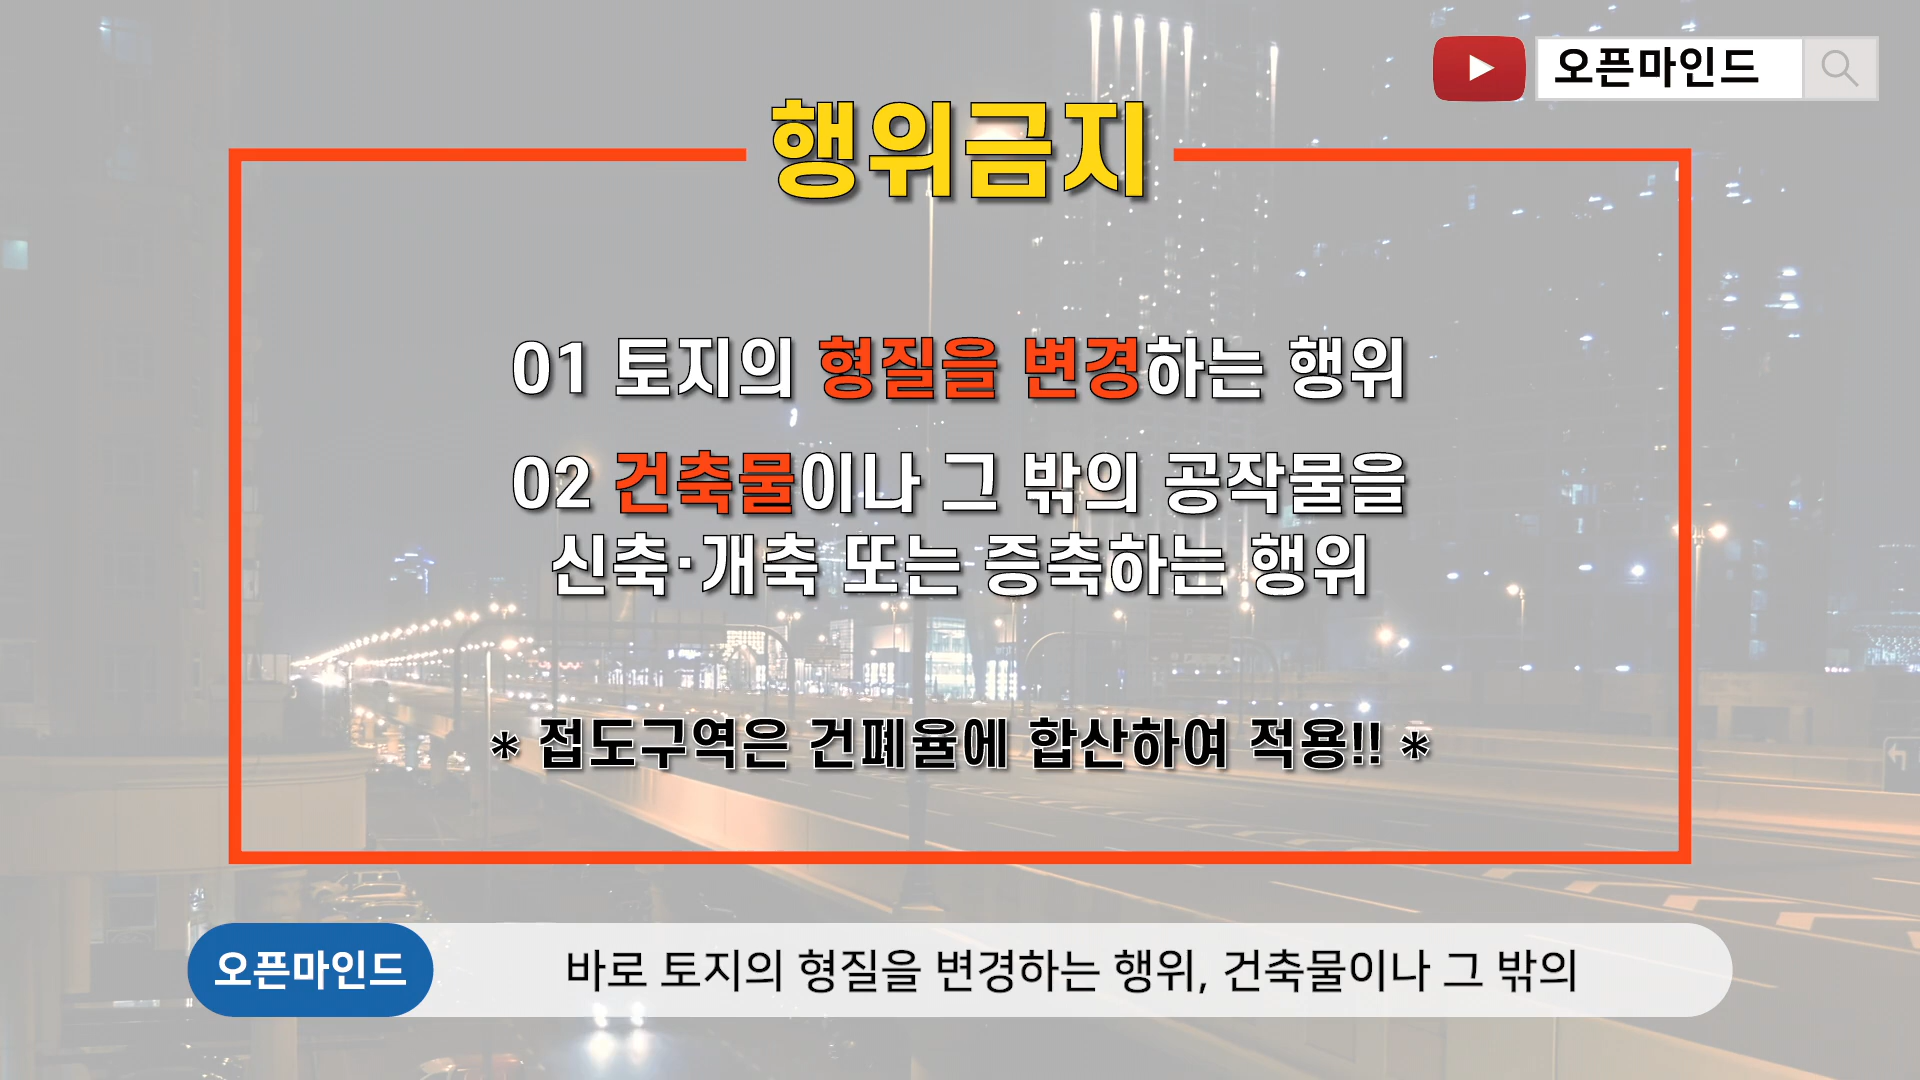 오픈마인드
행위금지
01 토지의 형질을 변경하는 행위
02 건축물이나 그 밖의 공작물을
신축·개축 또는 증축하는 행위
* 접도구역은 건폐율에 합산하여 적용!! *
오픈마인드
바로 토지의 형질을 변경하는 행위, 건축물이나 그 밖의